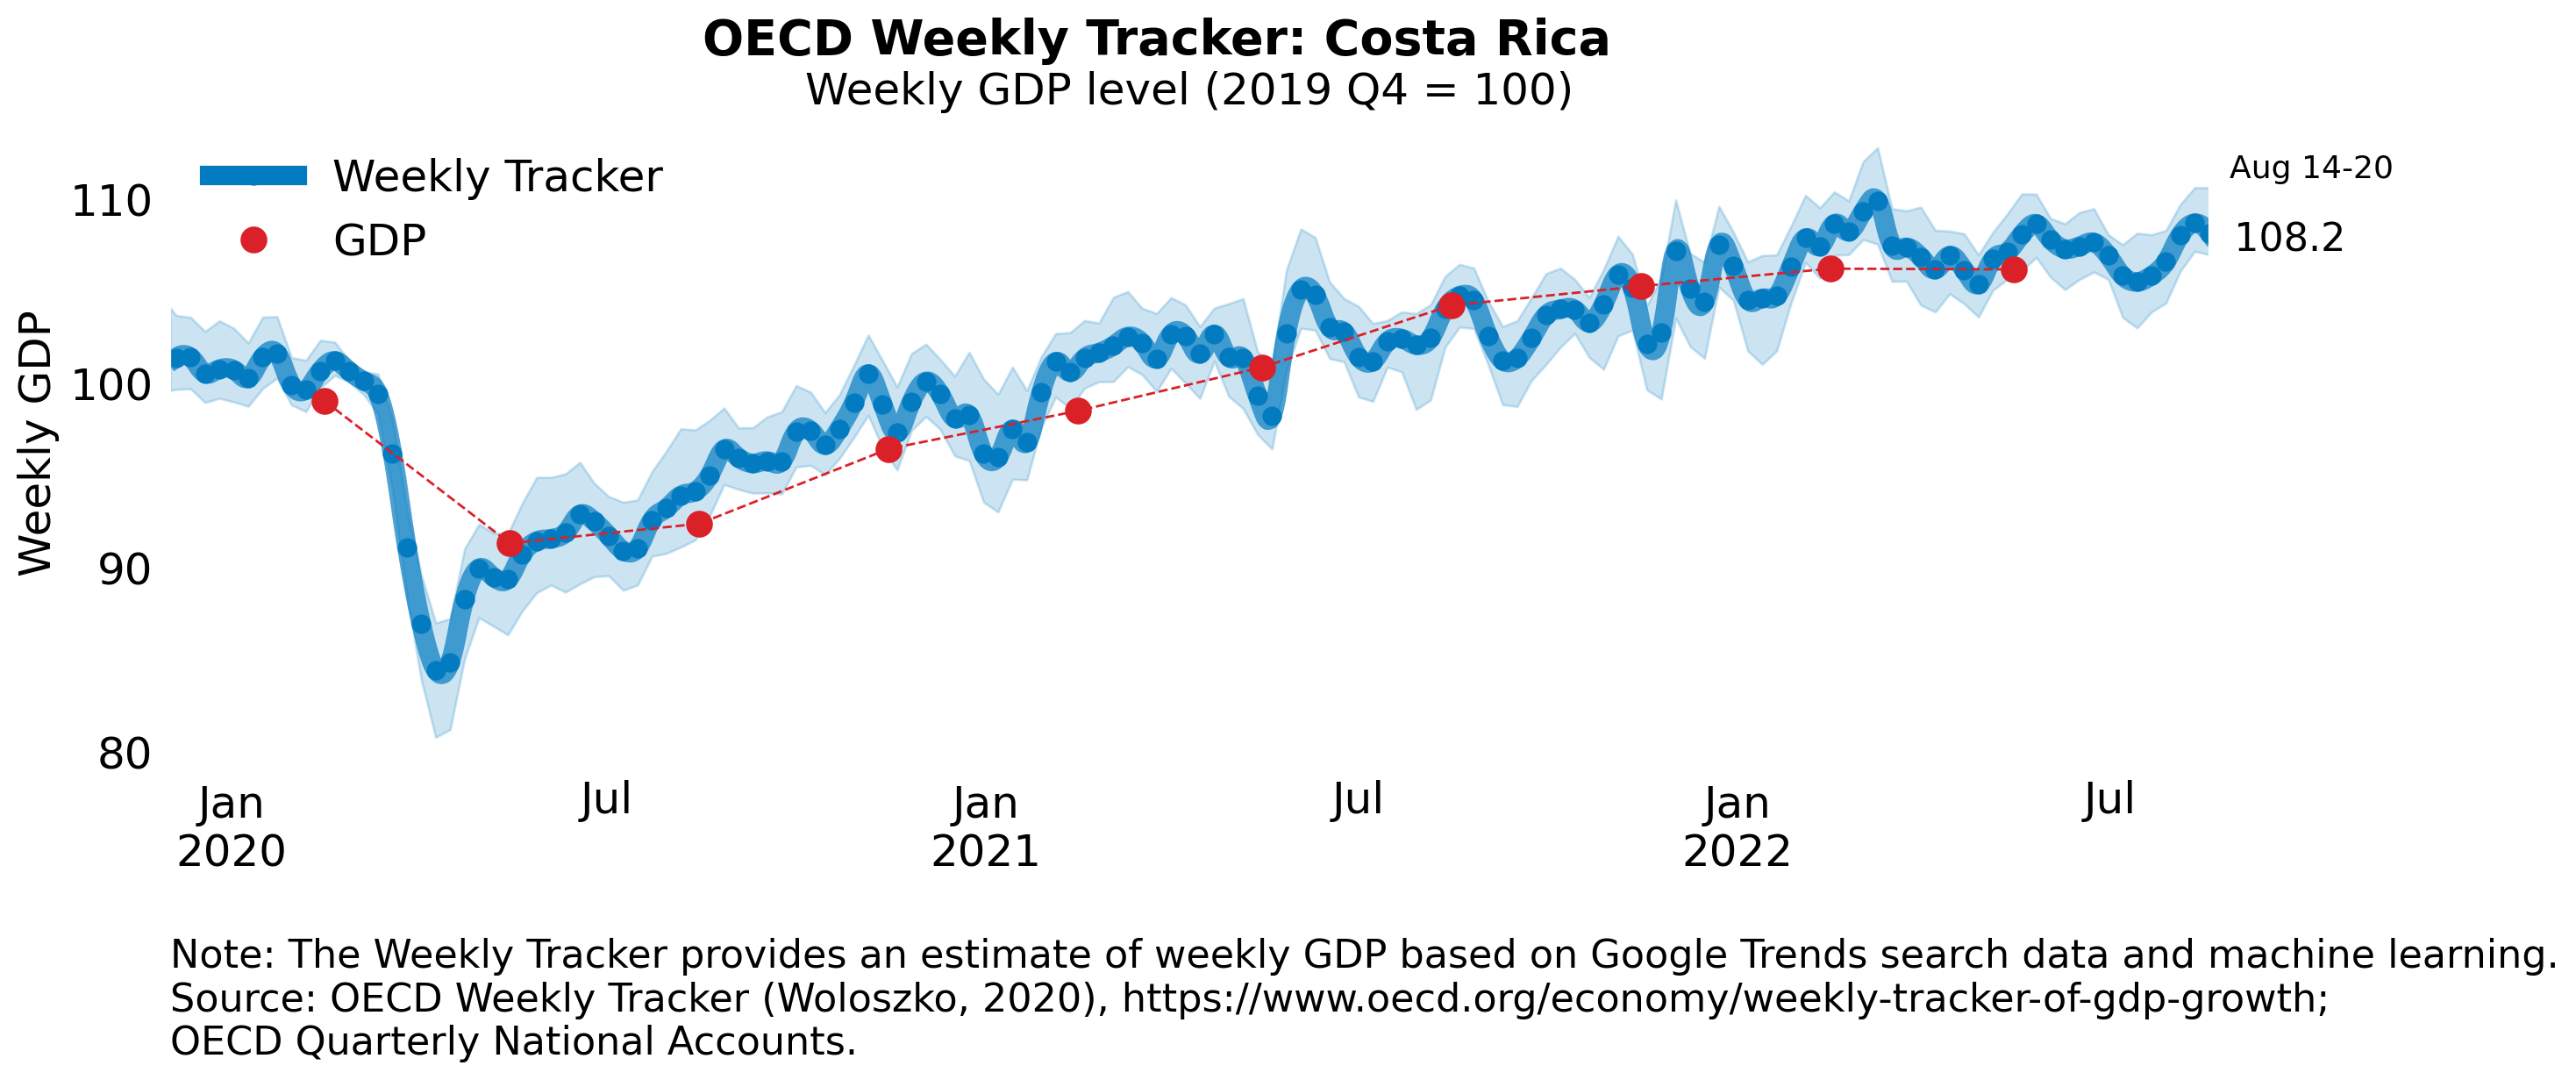 OECD Weekly Tracker: Costa Rica
Weekly GDP level (2019 Q4 = 100)
Weekly Tracker
GDP
Aug 14-20
108.2
Weekly GDP
110
100
90
80
Jan
2020
Jul
Jan
2021
Jul
Jan
2022
Jul
Note: The Weekly Tracker provides an estimate of weekly GDP based on Google Trends search data and machine learning.
Source: OECD Weekly Tracker (Woloszko, 2020), https://www.oecd.org/economy/weekly-tracker-of-gdp-growth;
OECD Quarterly National Accounts.